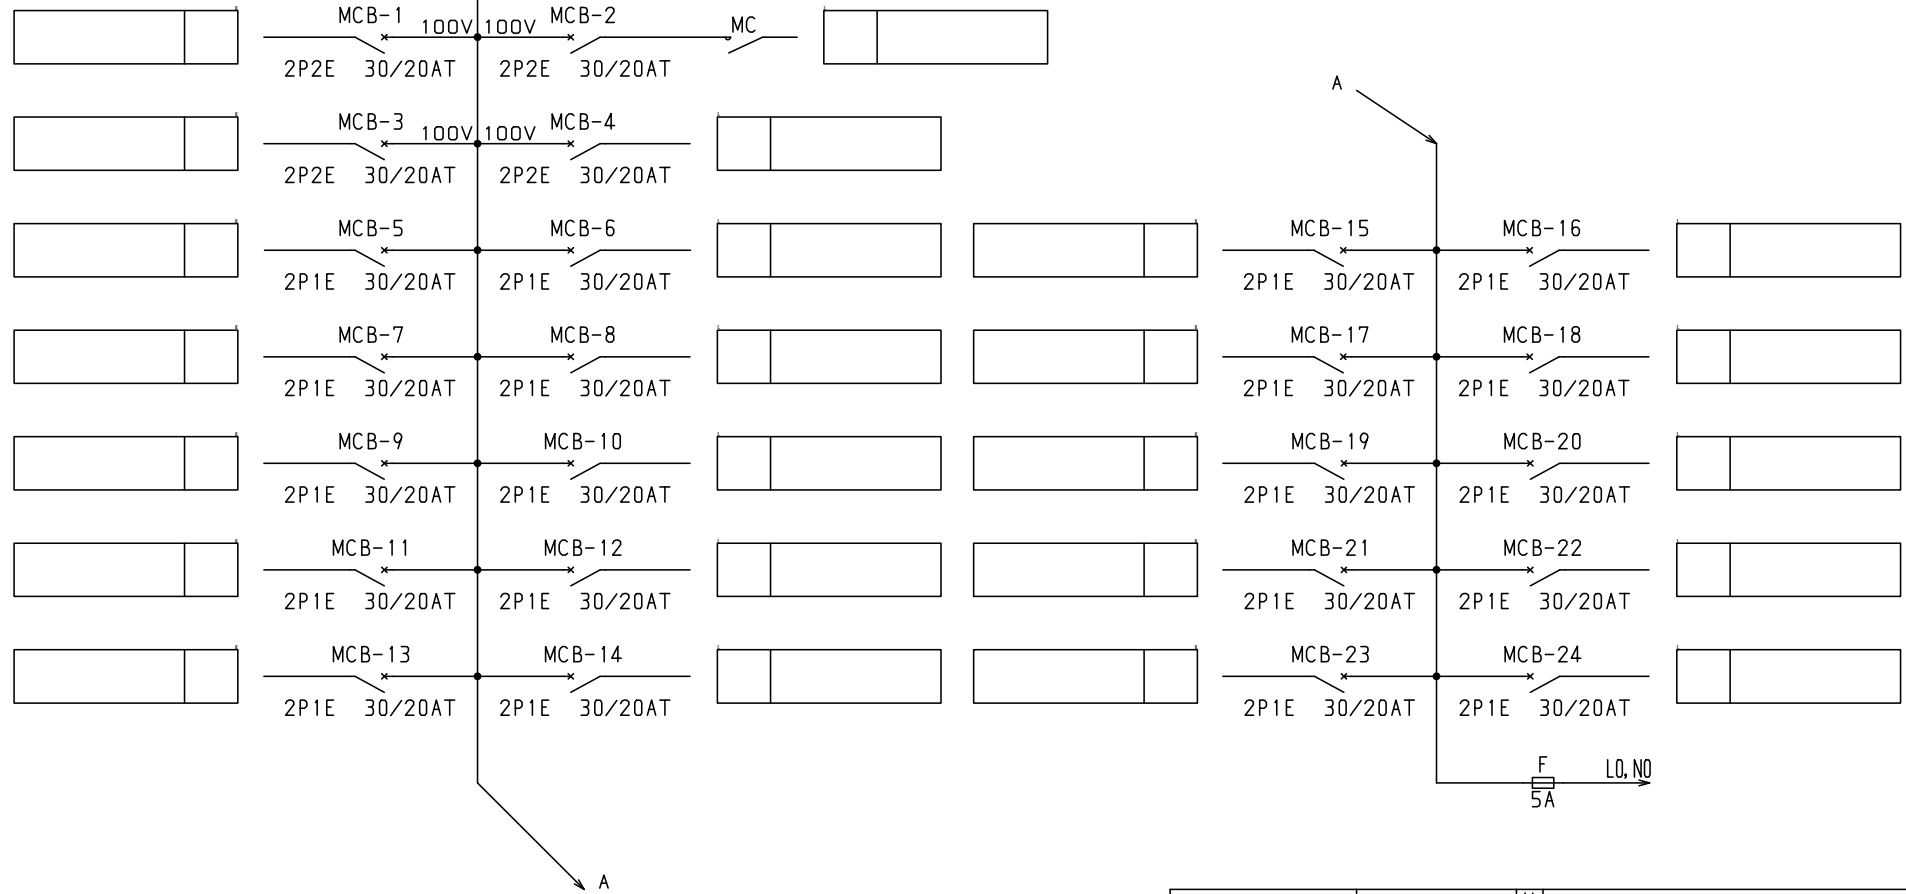 MCB-1 100V 100V MCB-2 MC
2P2E 30/20AT 2P2E 30/20AT
A
MCB-3 100V 100V MCB-4
2P2E 30/20AT 2P2E 30/20AT
MCB-5 MCB-6 MCB-15 MCB-16
2P1E 30/20AT 2P1E 30/20AT 2P1E 30/20AT 2P1E 30/20AT
MCB-7 MCB-8 MCB-17 MCB-18
2P1E 30/20AT 2P1E 30/20AT 2P1E 30/20AT 2P1E 30/20AT
MCB-9 MCB-10 MCB-19 MCB-20
2P1E 30/20AT 2P1E 30/20AT 2P1E 30/20AT 2P1E 30/20AT
MCB-11 MCB-12 MCB-21 MCB-22
2P1E 30/20AT 2P1E 30/20AT 2P1E 30/20AT 2P1E 30/20AT
MCB-13 MCB-14 MCB-23 MCB-24
2P1E 30/20AT 2P1E 30/20AT 2P1E 30/20AT 2P1E 30/20AT
F L0,N0
5A
A